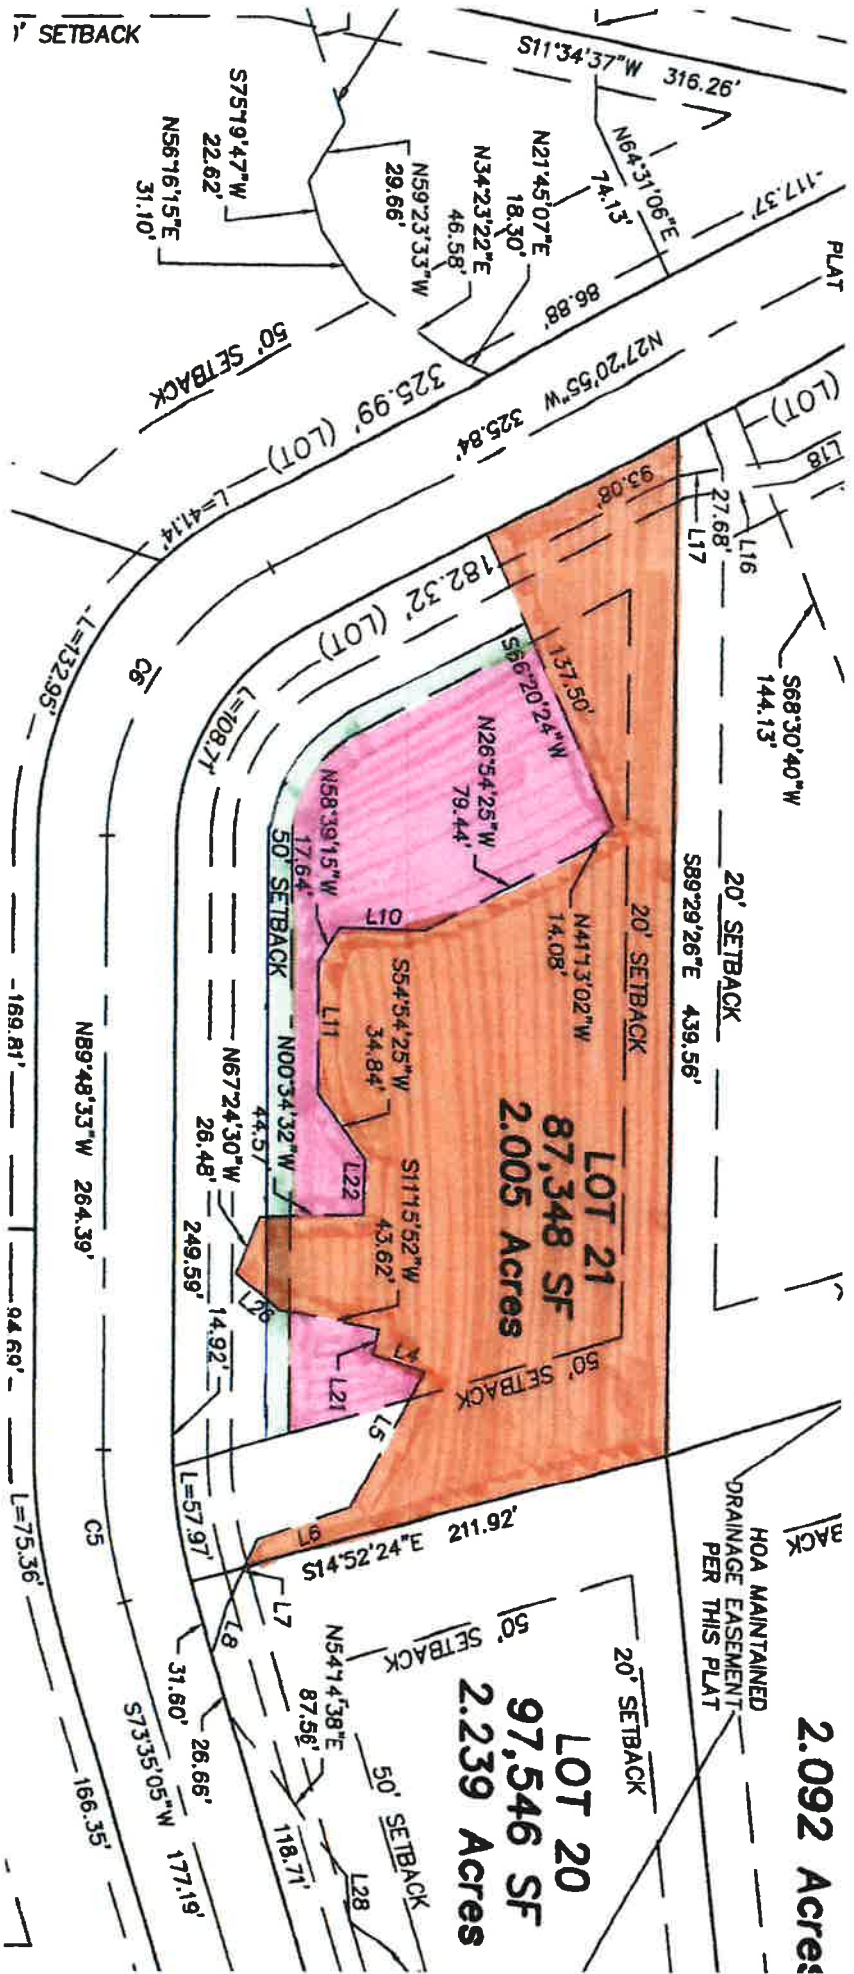 ' SETBACK
S11°34'37"W 316.26'
S75°19'47"W
22.62'
N56°16'15"E
31.10'
N59°23'33"W
29.66'
N34°23'22"E
46.58'
N21°45'07"E
18.30'
N64°31'06"E
74.13'
117.37'
PLAT
86.88'
50' SETBACK
325.99' (LOT)
N27°20'55"W 325.84'
(LOT)
L18
L16
27.68'
L17
93.08'
L=41.14'
182.32' (LOT)
S68°30'40"W
144.13'
L=132.95'
C6
L=108.71'
137.50'
S66°20'24"W
N26°54'25"W
79.44'
N58°39'15"W
17.64'
50' SETBACK
L10
N41°13'02"W
14.08'
20' SETBACK
20' SETBACK
S89°29'26"E 439.56'
L11
S54°54'25"W
34.84'
N00°34'32"W
44.57'
L22
S11°15'52"W
43.62'
LOT 21
87,348 SF
2.005 Acres
169.81'
N89°48'33"W 264.39'
N67°24'30"W
26.48'
249.59'
14.92'
L26
L21
L4
L5
50' SETBACK
94.69'
L=75.36'
C5
L=57.97'
L6
S14°52'24"E 211.92'
L7
L8
HOA MAINTAINED
DRAINAGE EASEMENT
PER THIS PLAT
BACK
N54°14'38"E
87.56'
50' SETBACK
20' SETBACK
31.60'
26.66'
S73°35'05"W 177.19'
166.35'
118.71'
50' SETBACK
L28
LOT 20
97,546 SF
2.239 Acres
2.092 Acres